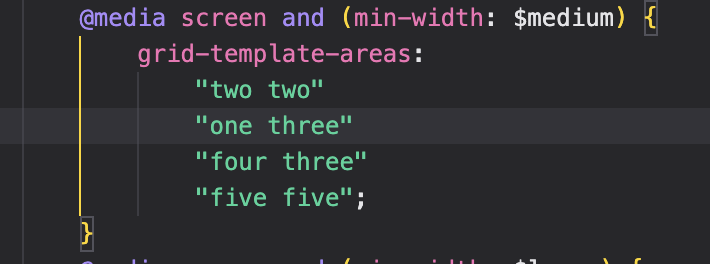 @media screen and (min-width: $medium) {
grid-template-areas:
"two two"
"one three"
"four three"
"five five";
}